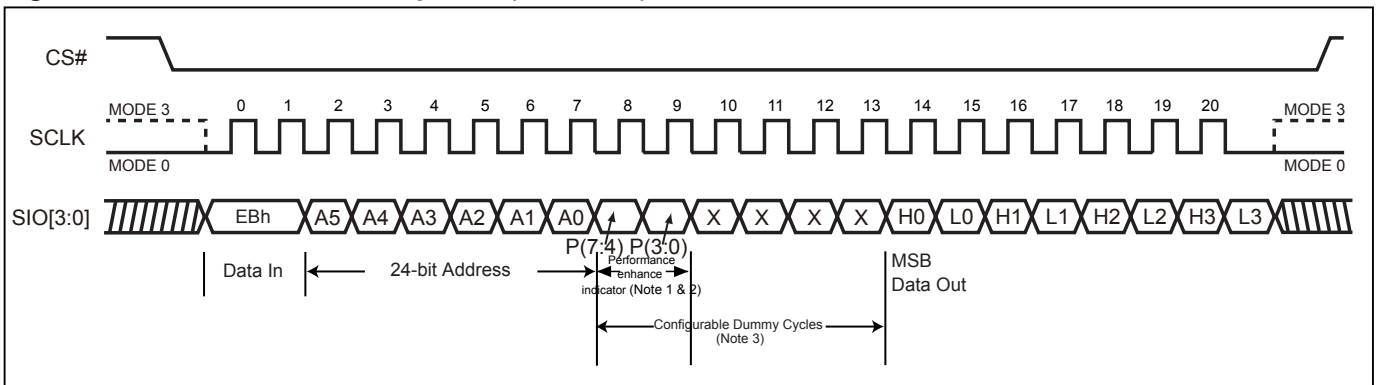 CS#
MODE 3 0 1 2 3 4 5 6 7 8 9 10 11 12 13 14 15 16 17 18 19 20 MODE 3
SCLK
MODE 0 MODE 0
SIO[3:0] EBh A5 A4 A3 A2 A1 A0 X X X X H0 L0 H1 L1 H2 L2 H3 L3
P(7:4) P(3:0)
Data In 24-bit Address
Performance
enhance
indicator (Note 1 & 2)
MSB
Data Out
Configurable Dummy Cycles
(Note 3)